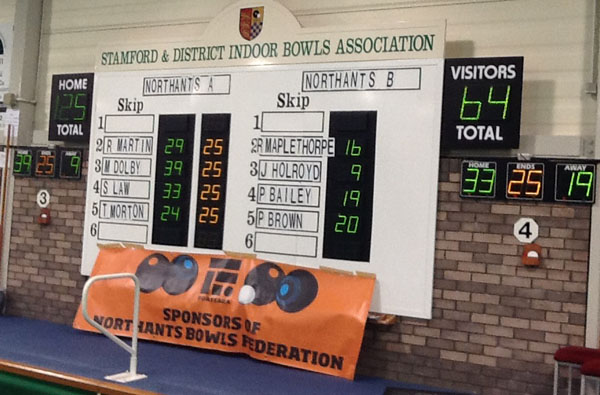 STAMFORD & DISTRICT INDOOR BOWLS ASSOCIATION
HOME
125
TOTAL
NORTHANTS A
NORTHANTS B
VISITORS
64
TOTAL
Skip
Skip
1
1
2 R MARTIN 29 25
2 R MAPLETHORPE 16
3 M DOLBY 39 25
3 J HOLROYD 9
4 S LAW 33 25
4 P BAILEY 19
5 T MORTON 24 25
5 P BROWN 20
6
6
39 25 9
3
HOME ENDS AWAY
33 25 19
4
SPONSORS OF
NORTHANTS BOWLS FEDERATION